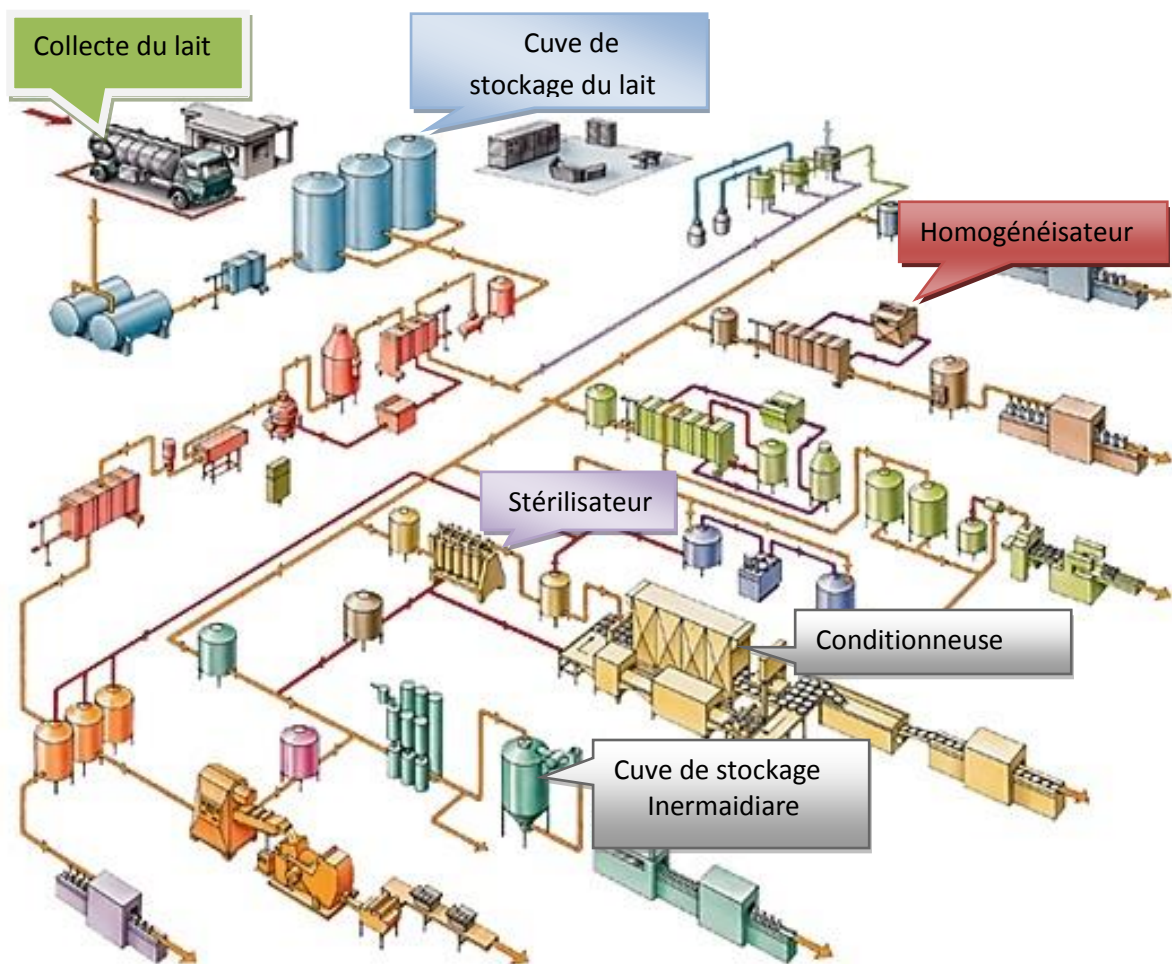 Collecte du lait
Cuve de
stockage du lait
Homogénéisateur
Stérilisateur
Conditionneuse
Cuve de stockage
Inermaidiare